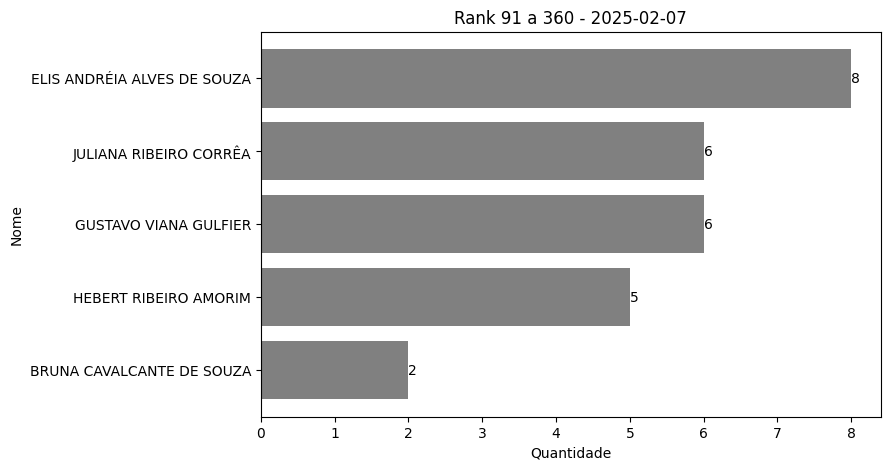 Rank 91 a 360 - 2025-02-07
ELIS ANDRÉIA ALVES DE SOUZA
8
JULIANA RIBEIRO CORRÊA
6
GUSTAVO VIANA GULFIER
6
HEBERT RIBEIRO AMORIM
5
BRUNA CAVALCANTE DE SOUZA
2
Nome
0 1 2 3 4 5 6 7 8
Quantidade